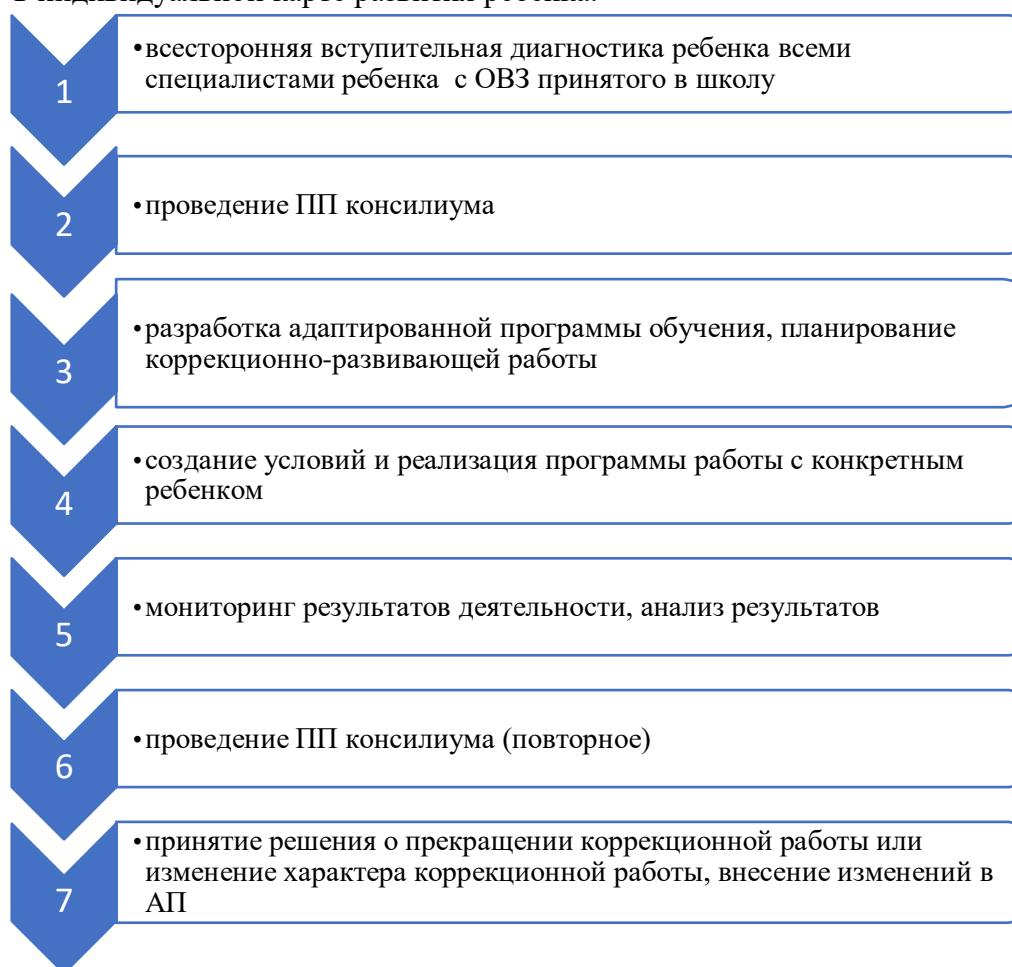 1
•всесторонняя вступительная диагностика ребенка всеми
специалистами ребенка с ОВЗ принятого в школу
2
•проведение ПП консилиума
3
•разработка адаптированной программы обучения, планирование
коррекционно-развивающей работы
4
•создание условий и реализация программы работы с конкретным
ребенком
5
•мониторинг результатов деятельности, анализ результатов
6
•проведение ПП консилиума (повторное)
7
•принятие решения о прекращении коррекционной работы или
изменение характера коррекционной работы, внесение изменений в
АП